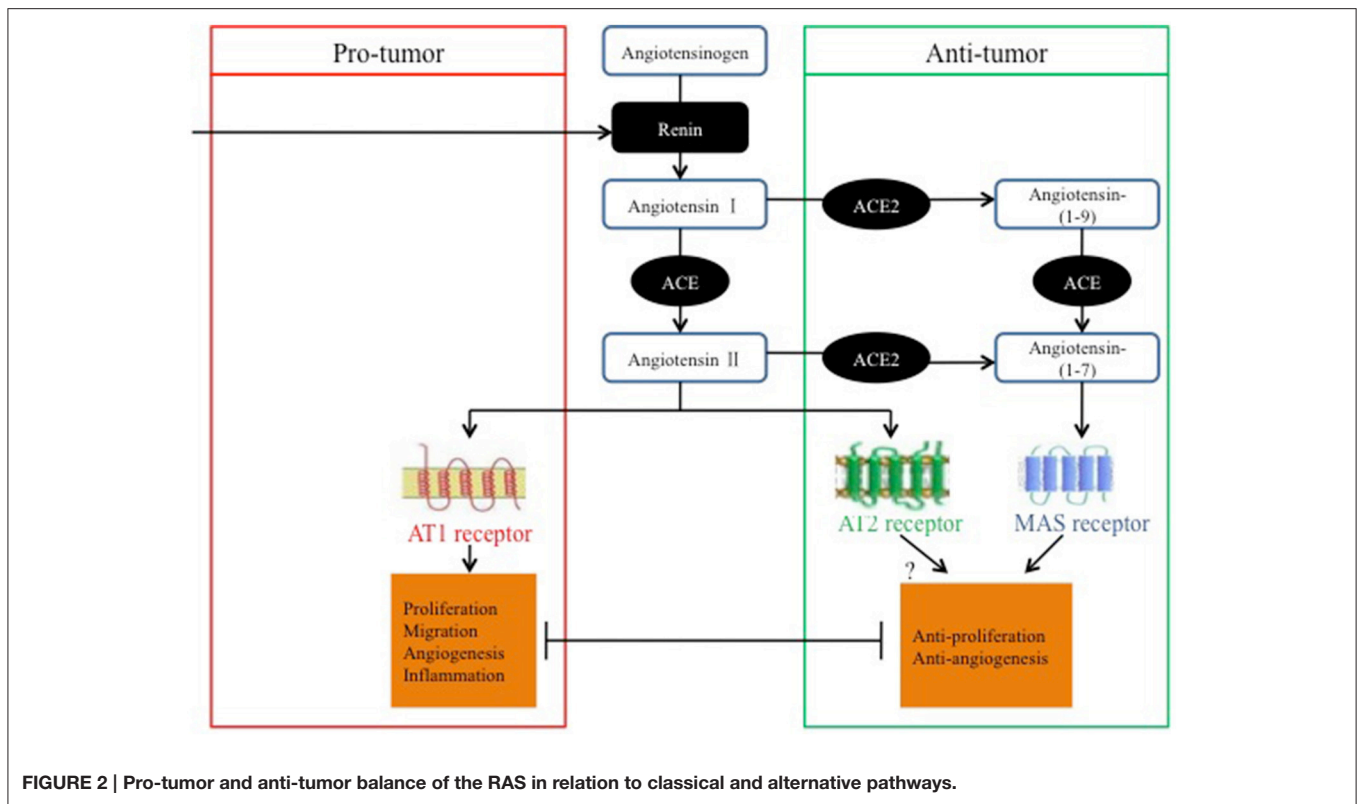 Pro-tumor
Angiotensinogen
Anti-tumor
Renin
Angiotensin Ⅰ
ACE2
Angiotensin-
(1-9)
ACE
ACE
Angiotensin Ⅱ
ACE2
Angiotensin-
(1-7)
AT1 receptor
AT2 receptor
MAS receptor
?
Proliferation
Migration
Angiogenesis
Inflammation
Anti-proliferation
Anti-angiogenesis
FIGURE 2 | Pro-tumor and anti-tumor balance of the RAS in relation to classical and alternative pathways.